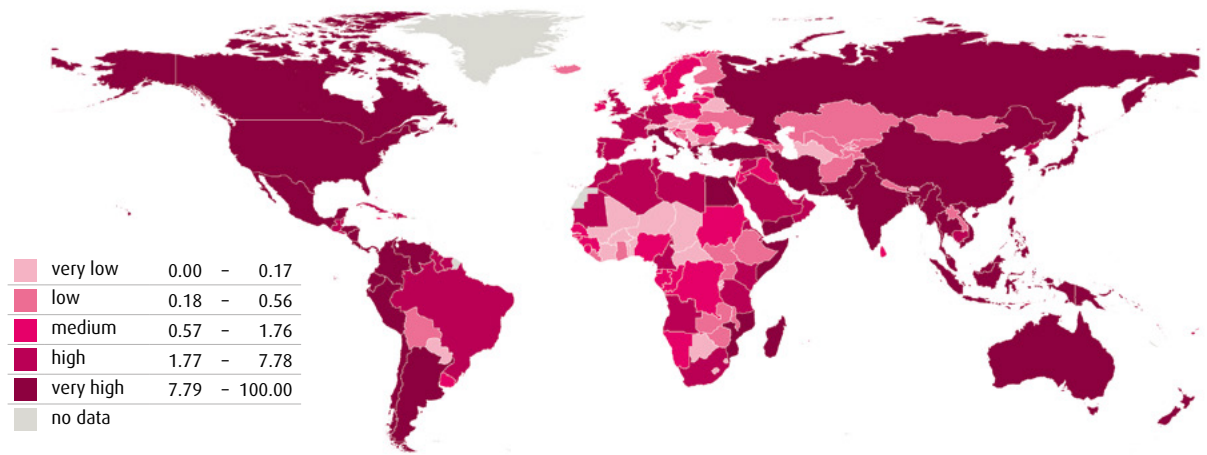 very low 0.00 – 0.17
low 0.18 – 0.56
medium 0.57 – 1.76
high 1.77 – 7.78
very high 7.79 – 100.00
no data